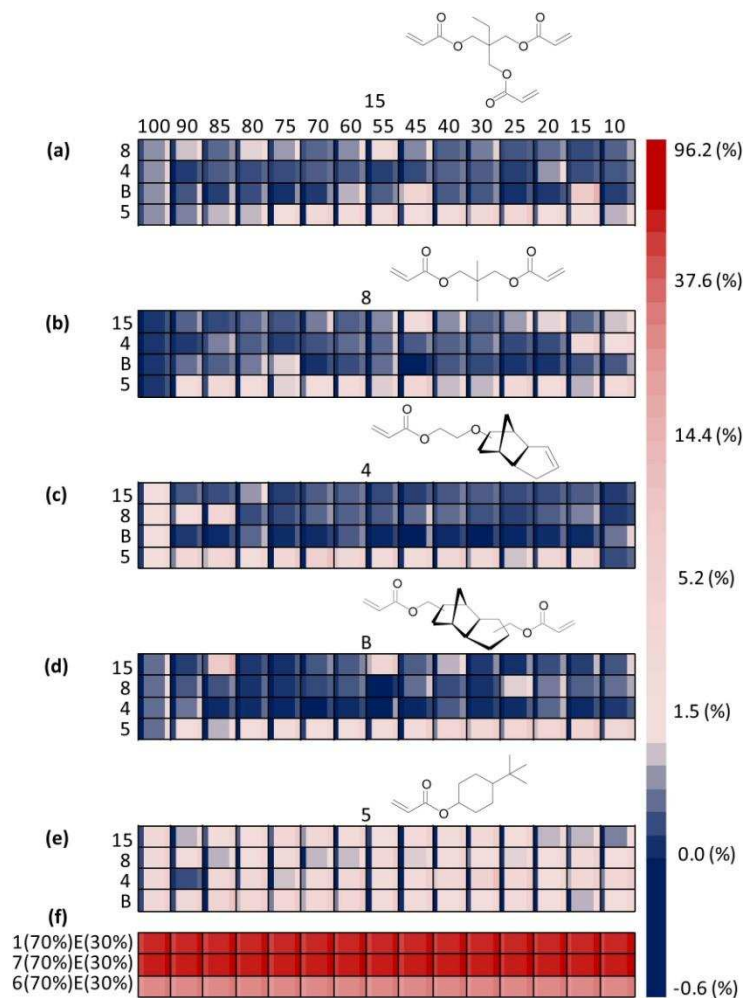 O
O
O
O
O
O
15
100 90 85 80 75 70 60 55 45 40 30 25 20 15 10
96.2 (%)
(a)
8
4
B
5
O
O
O
O
37.6 (%)
8
(b)
15
4
B
5
14.4 (%)
O
O
O
4
(c)
15
8
B
5
5.2 (%)
O
O
O
O
B
(d)
15
8
4
5
1.5 (%)
O
O
5
(e)
15
8
4
B
0.0 (%)
(f)
1(70%)E(30%)
7(70%)E(30%)
6(70%)E(30%)
-0.6 (%)